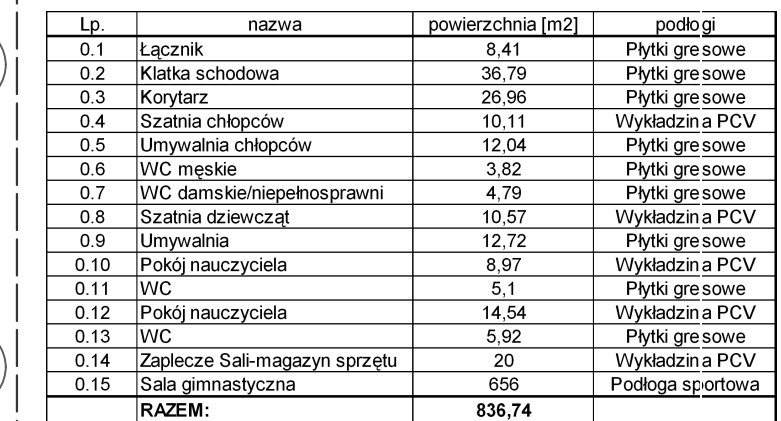 Lp. nazwa powierzchnia [m2] podłogi
0.1 Łącznik 8,41 Płytki gresowe
0.2 Klatka schodowa 36,79 Płytki gresowe
0.3 Korytarz 26,96 Płytki gresowe
0.4 Szatnia chłopców 10,11 Wykładzina PCV
0.5 Umywalnia chłopców 12,04 Płytki gresowe
0.6 WC męskie 3,82 Płytki gresowe
0.7 WC damskie/niepełnosprawni 4,79 Płytki gresowe
0.8 Szatnia dziewcząt 10,57 Wykładzina PCV
0.9 Umywalnia 12,72 Płytki gresowe
0.10 Pokój nauczyciela 8,97 Wykładzina PCV
0.11 WC 5,1 Płytki gresowe
0.12 Pokój nauczyciela 14,54 Wykładzina PCV
0.13 WC 5,92 Płytki gresowe
0.14 Zaplecze Sali-magazyn sprzętu 20 Wykładzina PCV
0.15 Sala gimnastyczna 656 Podłoga sportowa
RAZEM: 836,74